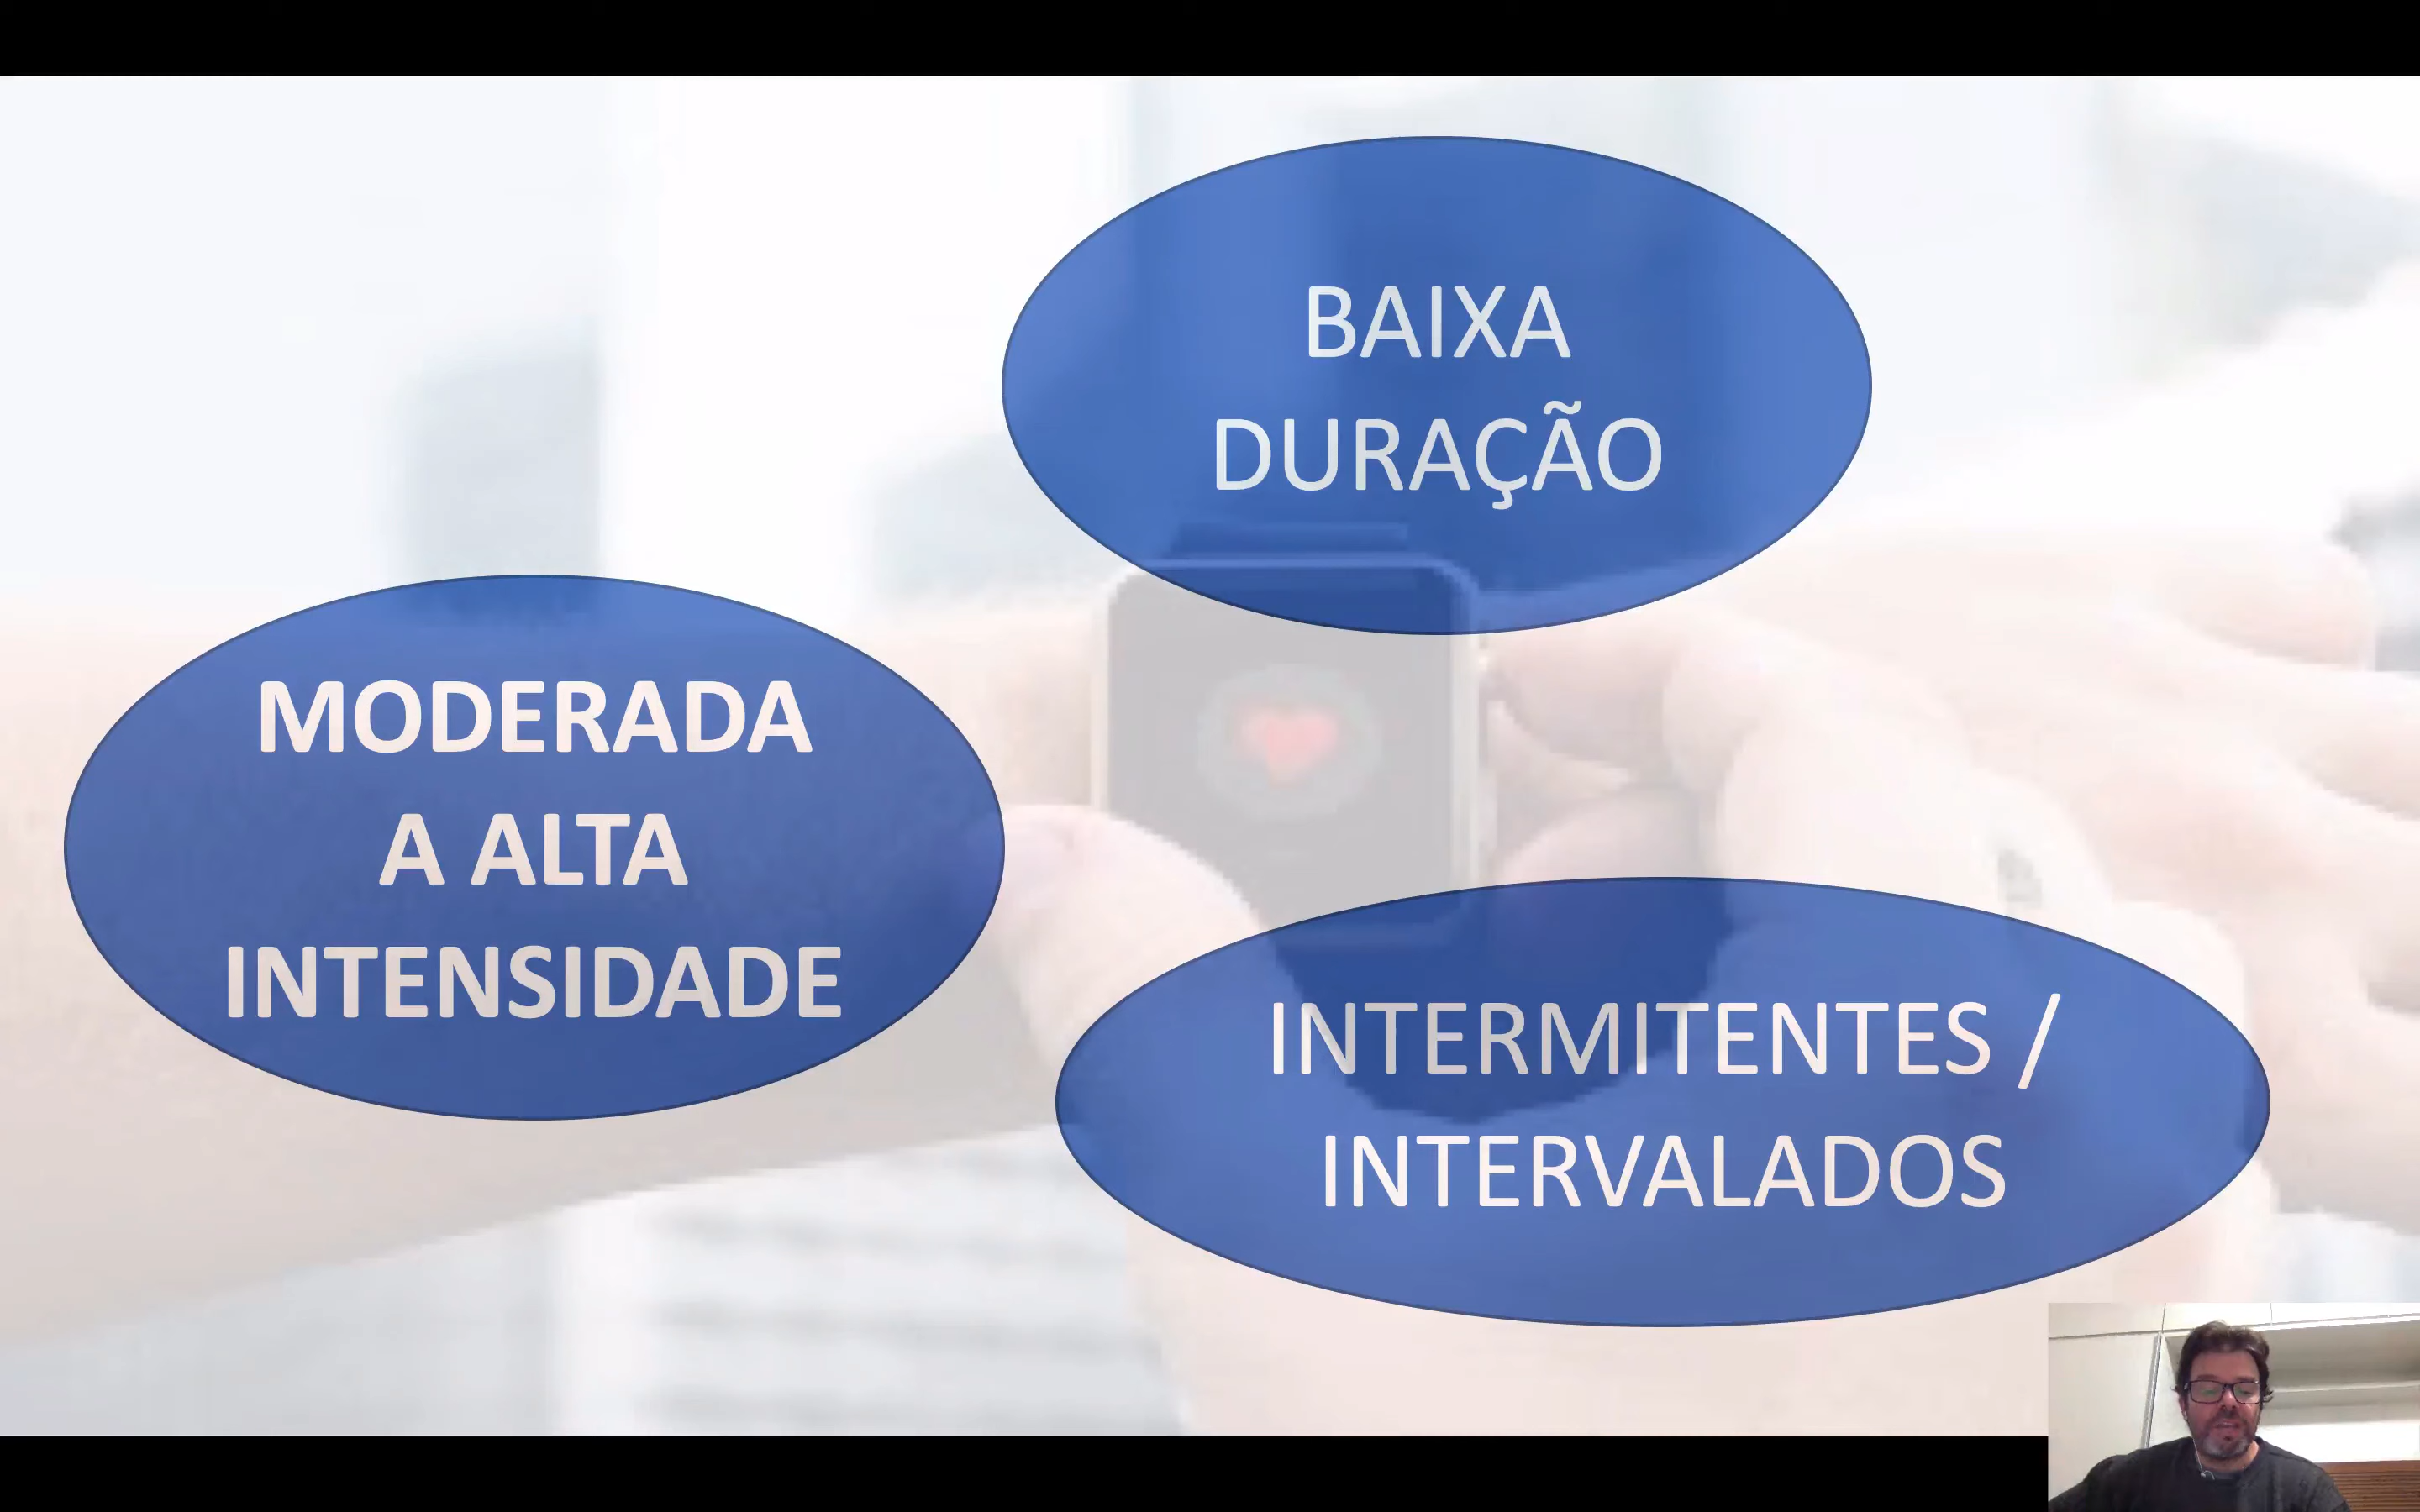 BAIXA
DURAÇÃO
MODERADA
A ALTA
INTENSIDADE
INTERMITENTES /
INTERVALADOS